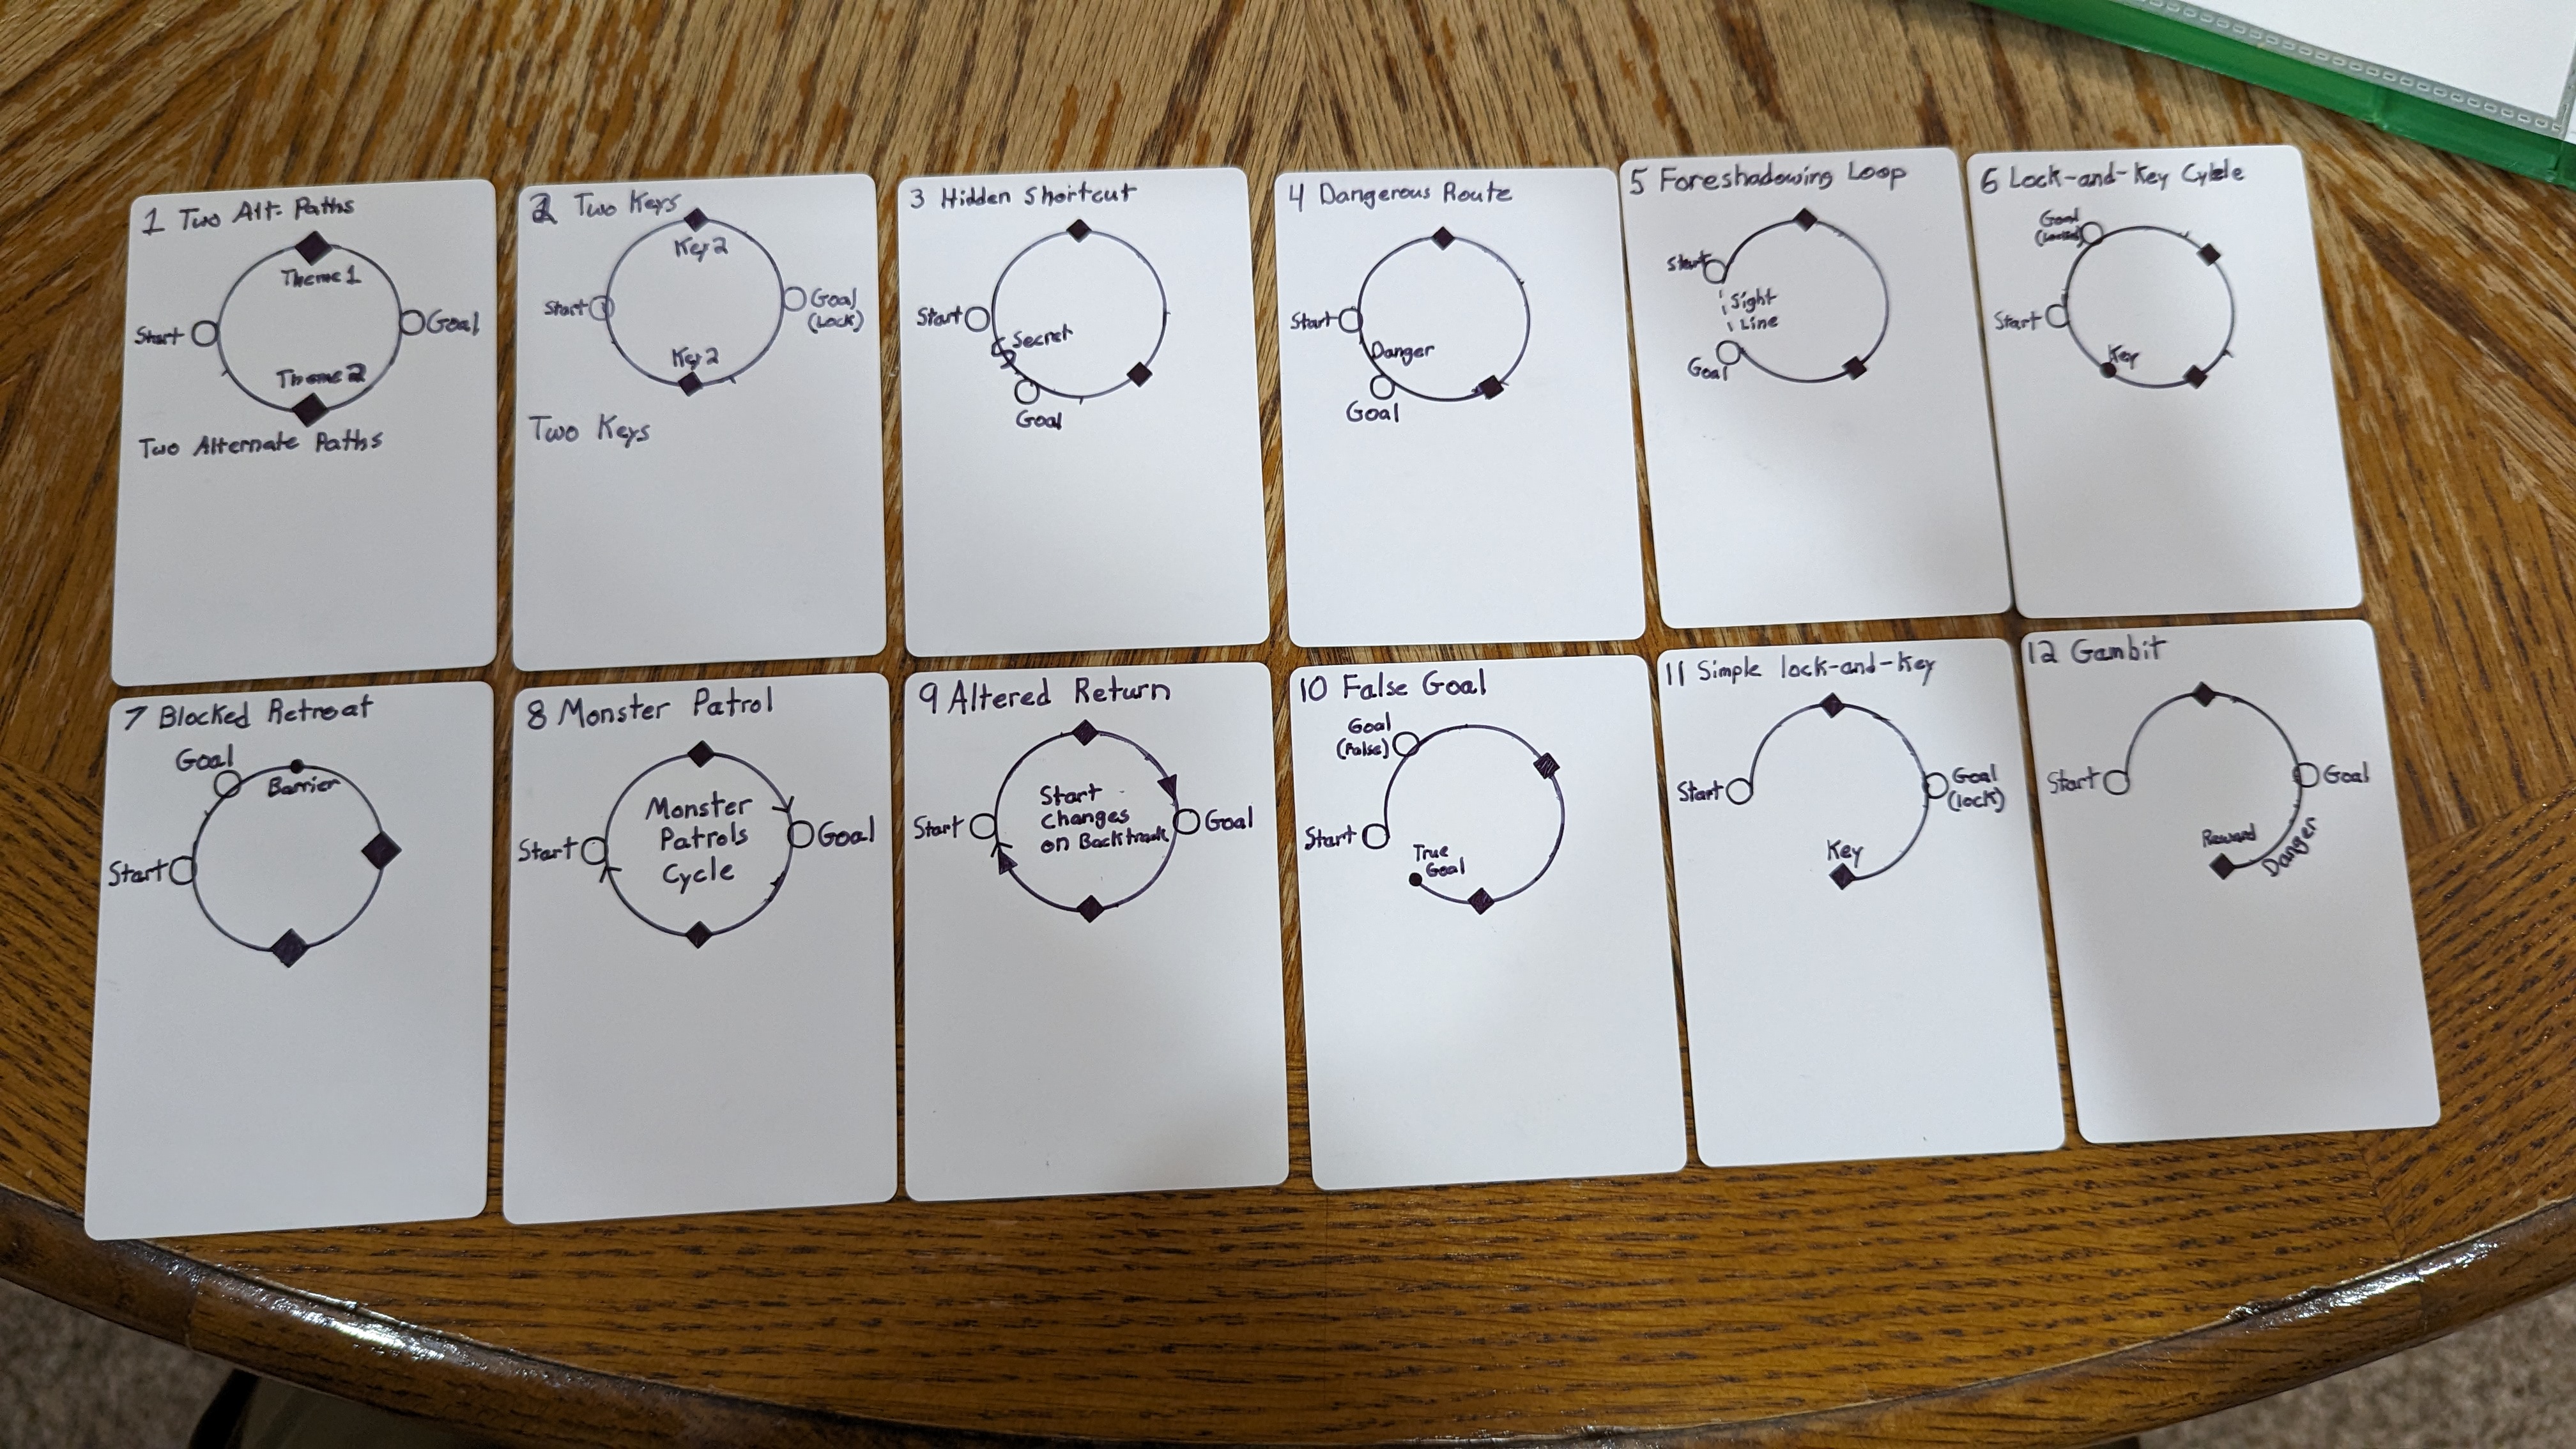 1 Two Alt. Paths
Theme 1
Start
Goal
Theme 2
Two Alternate Paths
2 Two Keys
Key 2
Start
Goal
(Lock)
Key 2
Two Keys
3 Hidden Shortcut
Start
Secret
Goal
4 Dangerous Route
Start
Danger
Goal
5 Foreshadowing Loop
Start
Sight
Line
Goal
6 Lock-and-Key Cycle
Goal
(Locked)
Start
Key
7 Blocked Retreat
Goal
Barrier
Start
8 Monster Patrol
Monster
Patrols
Cycle
Start
Goal
9 Altered Return
Start
Changes
on Backtrack
Start
Goal
10 False Goal
Goal
(False)
Start
True
Goal
11 Simple lock-and-Key
Start
Goal
(lock)
Key
12 Gambit
Start
Goal
Reward
Danger